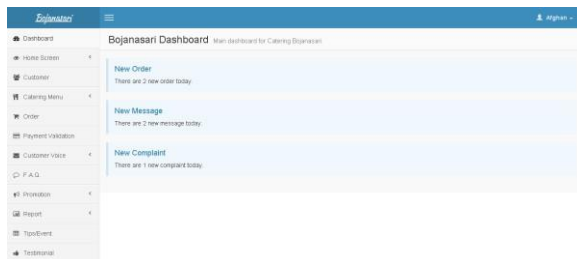 Bojanasari
Afghan
Dashboard
Bojanasari Dashboard Main dashboard for Catering Bojanasari
Home Screen
Customer
Catering Menu
Order
Payment Validation
Customer Voice
F.A.Q.
Promotion
Report
Tips/Event
Testimonial
New Order
There are 2 new order today.
New Message
There are 2 new message today.
New Complaint
There are 1 new complaint today.